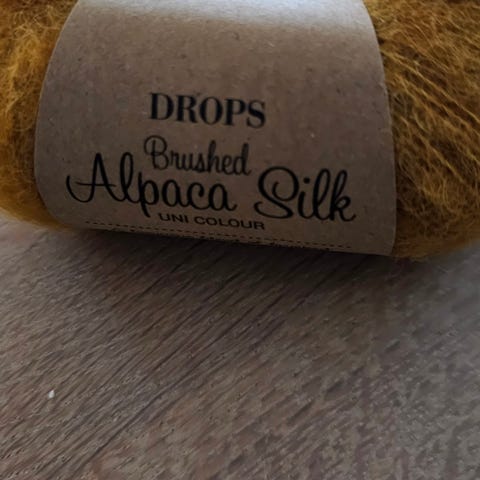 DROPS
Brushed
Alpaca Silk
UNI COLOUR